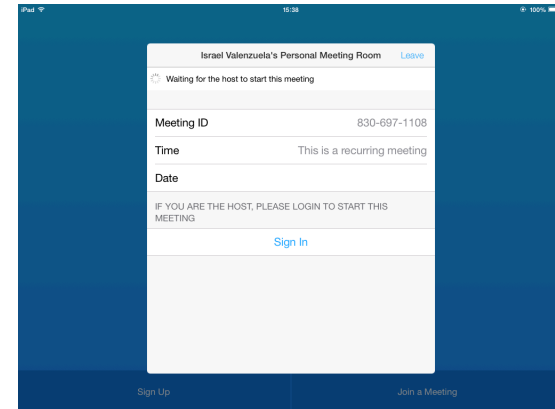 iPad 15:38 100%
Israel Valenzuela's Personal Meeting Room Leave
Waiting for the host to start this meeting
Meeting ID 830-697-1108
Time This is a recurring meeting
Date
IF YOU ARE THE HOST, PLEASE LOGIN TO START THIS
MEETING
Sign In
Sign Up Join a Meeting